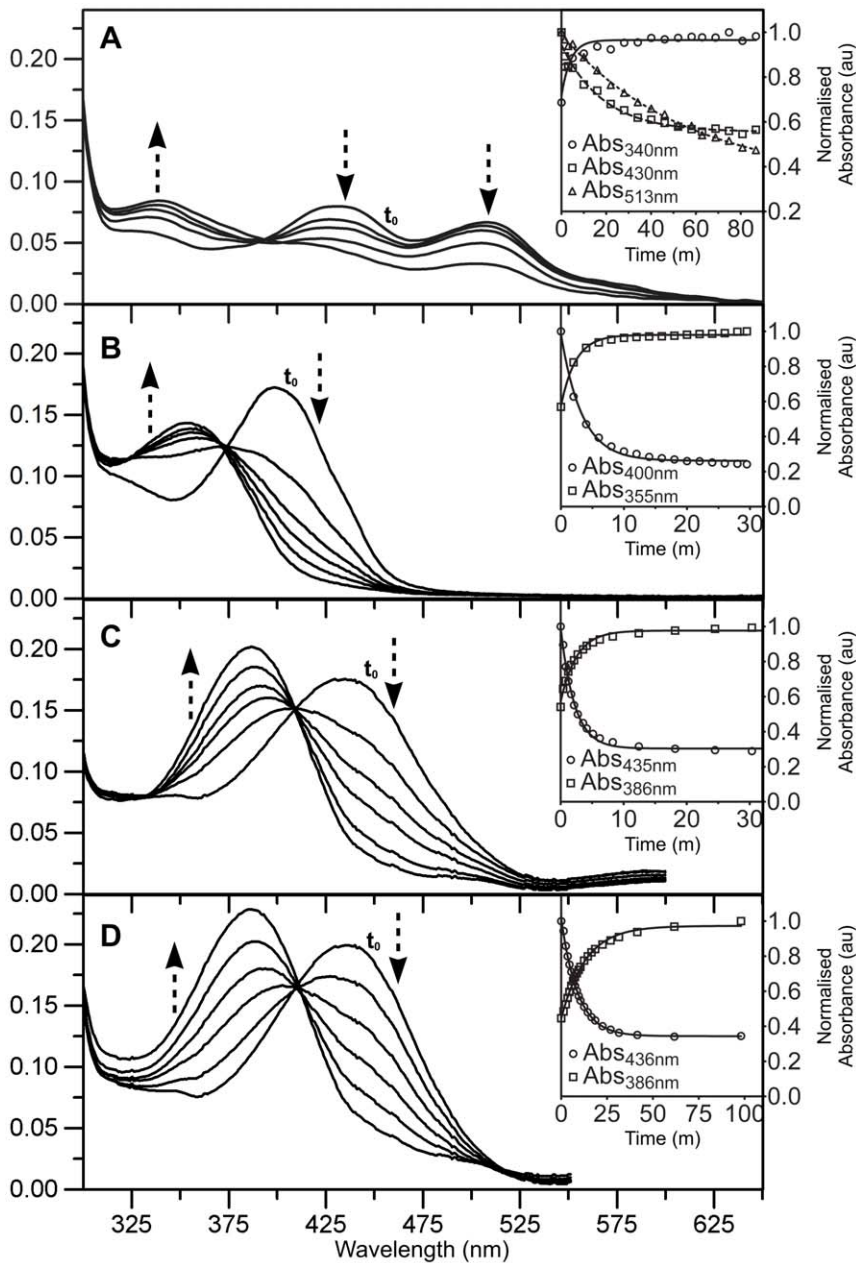 A
0.20
0.15
0.10
0.05
0.00
t0
1.0
0.8
0.6
0.4
0.2
Normalised
Absorbance (au)
Abs340nm
Abs430nm
Abs513nm
0 20 40 60 80
Time (m)
B
0.20
0.15
0.10
0.05
0.00
t0
1.0
0.8
0.6
0.4
0.2
0.0
Normalised
Absorbance (au)
Abs400nm
Abs355nm
0 10 20 30
Time (m)
C
0.20
0.15
0.10
0.05
0.00
t0
1.0
0.8
0.6
0.4
0.2
0.0
Normalised
Absorbance (au)
Abs435nm
Abs386nm
0 10 20 30
Time (m)
D
0.20
0.15
0.10
0.05
0.00
t0
1.0
0.8
0.6
0.4
0.2
0.0
Normalised
Absorbance (au)
Abs436nm
Abs386nm
0 25 50 75 100
Time (m)
325 375 425 475 525 575 625
Wavelength (nm)